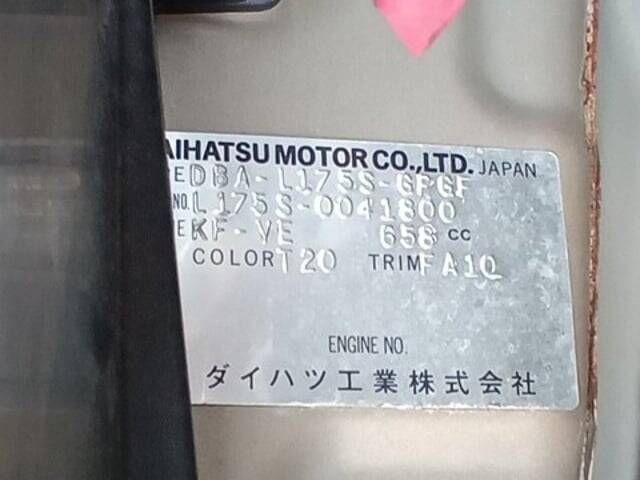 AIHATSU MOTOR CO.,LTD. JAPAN
E DBA-L175S-GPGF
NO. L175S-0041800
E KF-VE 658 CC
COLOR T20 TRIM FA10
ENGINE NO.
ダイハツ工業株式会社